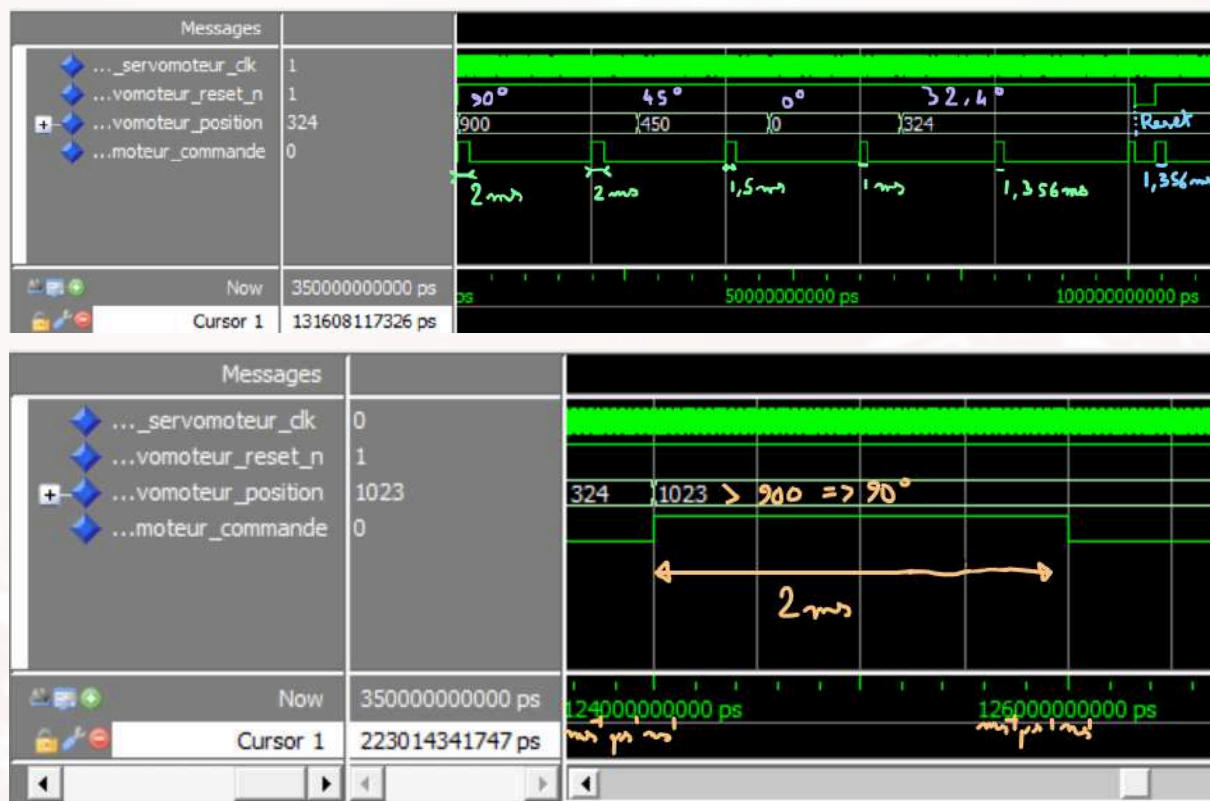 Messages
..._servomoteur_clk 1
...vomoteur_reset_n 1
90° 45° 0° 32,4°
...vomoteur_position 324 900 450 0 324 Reset
...moteur_commande 0
2 ms 2 ms 1,5 ms 1 ms 1,356 ms 1,356 ms
Now 350000000000 ps ps 50000000000 ps 100000000000 ps
Cursor 1 131608117326 ps
Messages
..._servomoteur_clk 0
...vomoteur_reset_n 1
...vomoteur_position 1023 324 1023 > 900 => 90°
...moteur_commande 0
2 ms
Now 350000000000 ps 124000000000 ps 126000000000 ps
Cursor 1 223014341747 ps